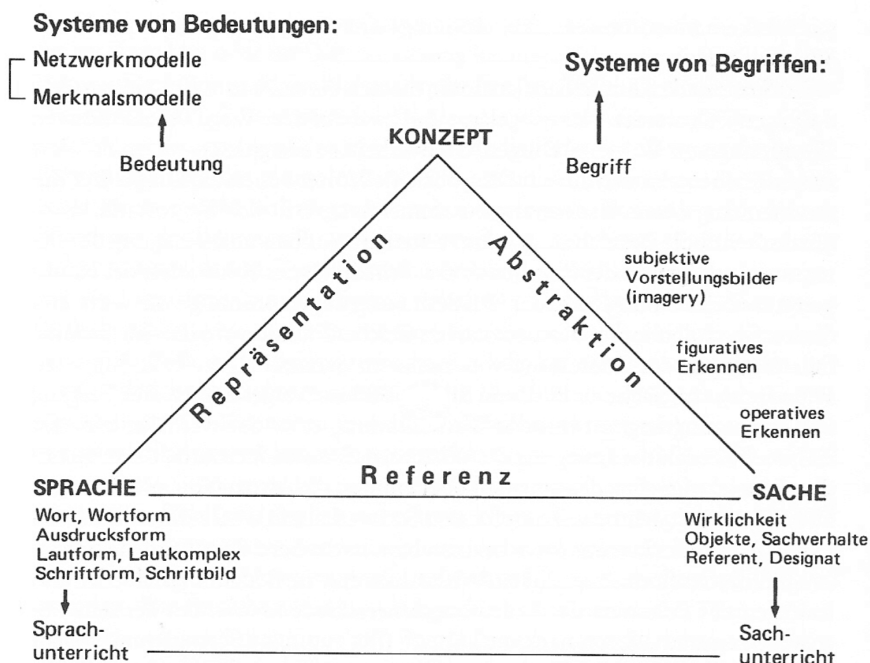 Systeme von Bedeutungen:
Netzwerkmodelle
Merkmalsmodelle
Bedeutung
Systeme von Begriffen:
Begriff
KONZEPT
Repräsentation
Abstraktion
subjektive
Vorstellungsbilder
(imagery)
figuratives
Erkennen
operatives
Erkennen
Referenz
SPRACHE
Wort, Wortform
Ausdrucksform
Lautform, Lautkomplex
Schriftform, Schriftbild
Sprach-
unterricht
SACHE
Wirklichkeit
Objekte, Sachverhalte
Referent, Designat
Sach-
unterricht